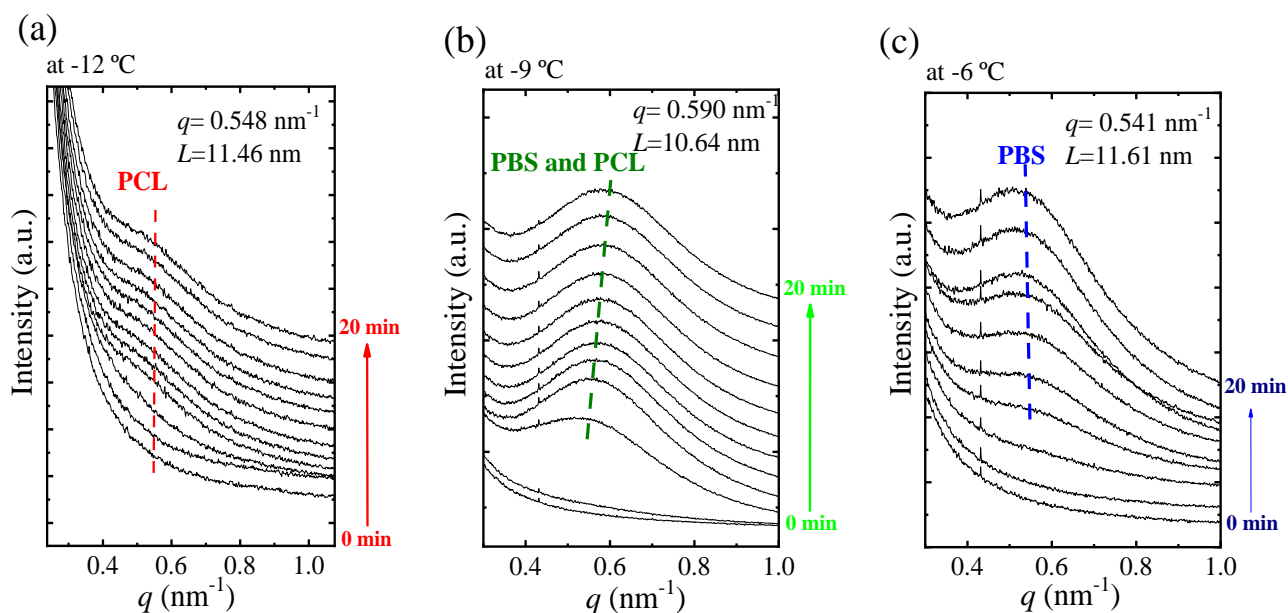 (a)
at -12 ºC
q= 0.548 nm-1
L=11.46 nm
PCL
20 min
0 min
Intensity (a.u.)
0.4 0.6 0.8 1.0
q (nm-1)
(b)
at -9 ºC
q= 0.590 nm-1
L=10.64 nm
PBS and PCL
20 min
0 min
Intensity (a.u.)
0.4 0.6 0.8 1.0
q (nm-1)
(c)
at -6 ºC
q= 0.541 nm-1
L=11.61 nm
PBS
20 min
0 min
Intensity (a.u.)
0.4 0.6 0.8 1.0
q (nm-1)